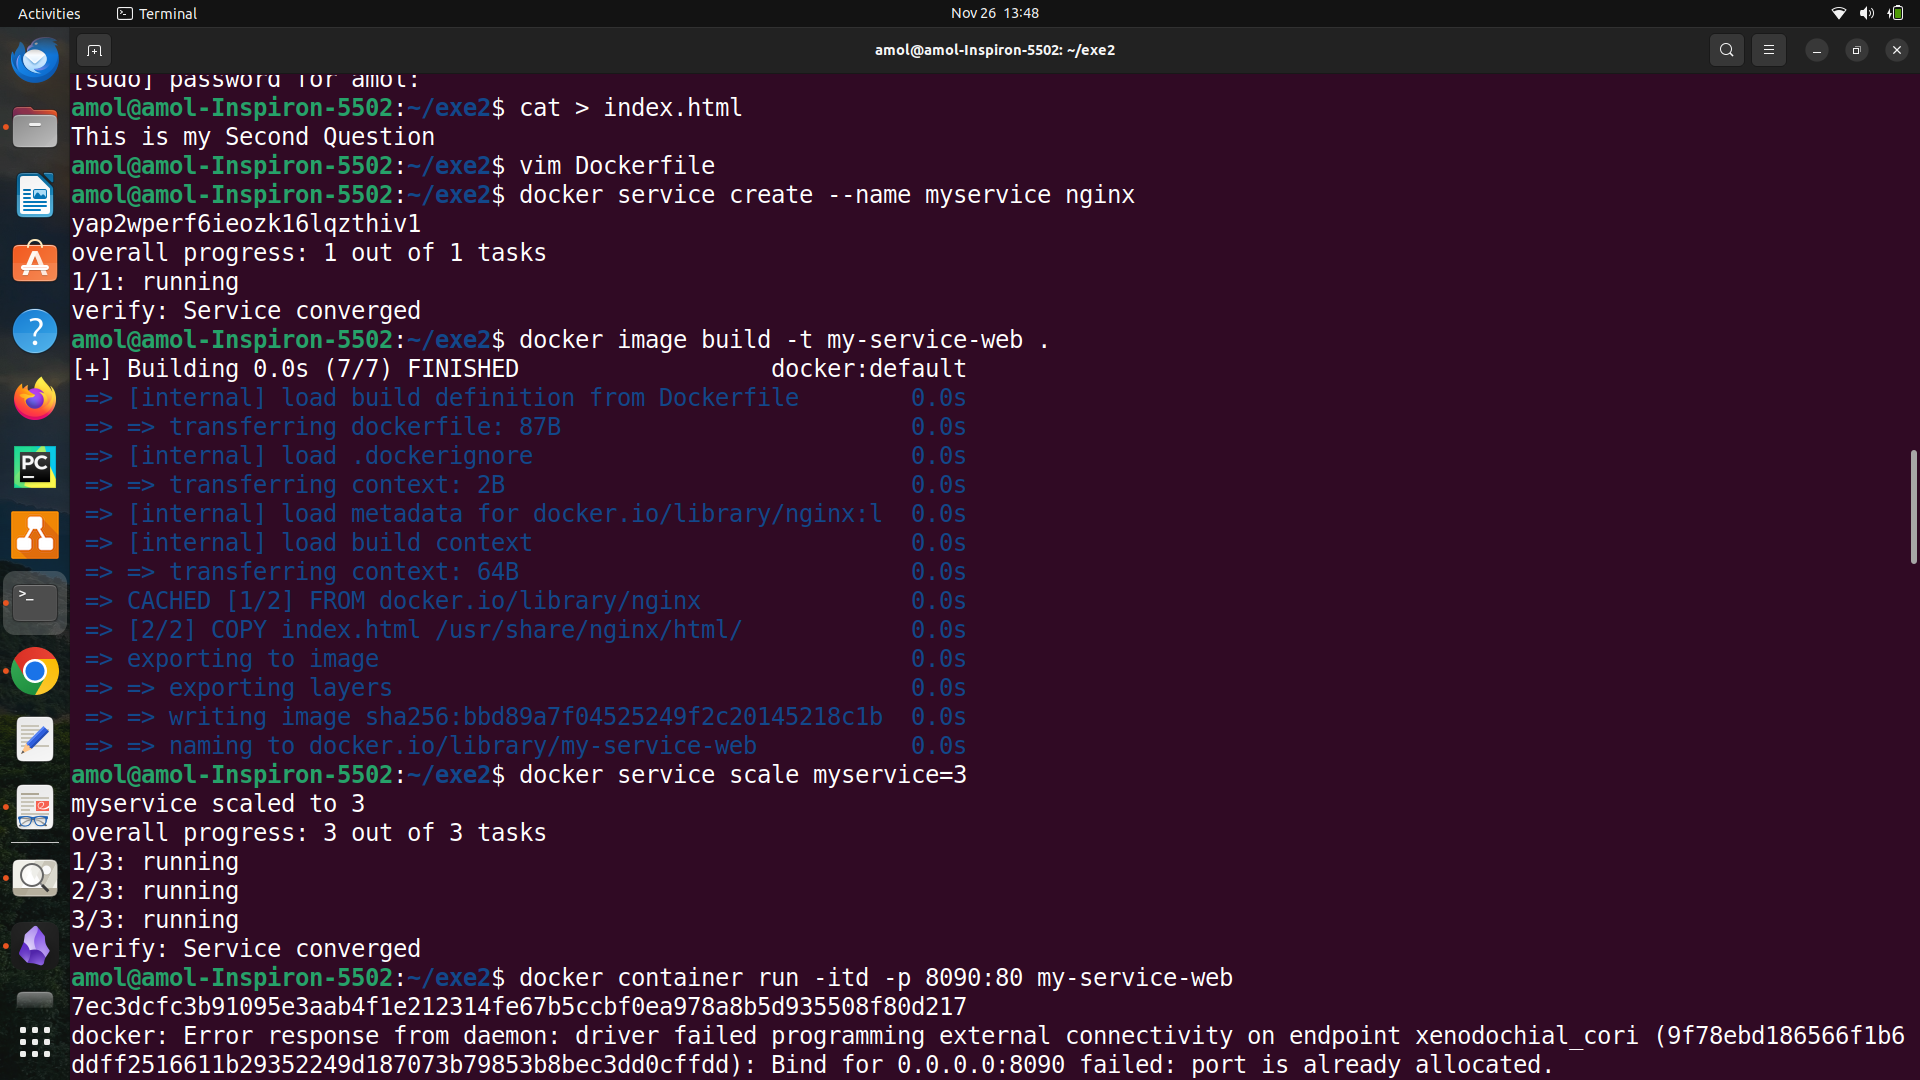 Activities
Terminal
Nov 26 13:48
amol@amol-Inspiron-5502: ~/exe2
[sudo] password for amol:
amol@amol-Inspiron-5502:~/exe2$ cat > index.html
This is my Second Question
amol@amol-Inspiron-5502:~/exe2$ vim Dockerfile
amol@amol-Inspiron-5502:~/exe2$ docker service create --name myservice nginx
yap2wperf6ieozk16lqzthiv1
overall progress: 1 out of 1 tasks
1/1: running
verify: Service converged
amol@amol-Inspiron-5502:~/exe2$ docker image build -t my-service-web .
[+] Building 0.0s (7/7) FINISHED docker:default
=> [internal] load build definition from Dockerfile 0.0s
=> => transferring dockerfile: 87B 0.0s
=> [internal] load .dockerignore 0.0s
=> => transferring context: 2B 0.0s
=> [internal] load metadata for docker.io/library/nginx:l 0.0s
=> [internal] load build context 0.0s
=> => transferring context: 64B 0.0s
=> CACHED [1/2] FROM docker.io/library/nginx 0.0s
=> [2/2] COPY index.html /usr/share/nginx/html/ 0.0s
=> exporting to image 0.0s
=> => exporting layers 0.0s
=> => writing image sha256:bbd89a7f04525249f2c20145218c1b 0.0s
=> => naming to docker.io/library/my-service-web 0.0s
amol@amol-Inspiron-5502:~/exe2$ docker service scale myservice=3
myservice scaled to 3
overall progress: 3 out of 3 tasks
1/3: running
2/3: running
3/3: running
verify: Service converged
amol@amol-Inspiron-5502:~/exe2$ docker container run -itd -p 8090:80 my-service-web
7ec3dcfc3b91095e3aab4f1e212314fe67b5ccbf0ea978a8b5d935508f80d217
docker: Error response from daemon: driver failed programming external connectivity on endpoint xenodochial_cori (9f78ebd186566f1b6
ddff2516611b29352249d187073b79853b8bec3dd0cffdd): Bind for 0.0.0.0:8090 failed: port is already allocated.
PC